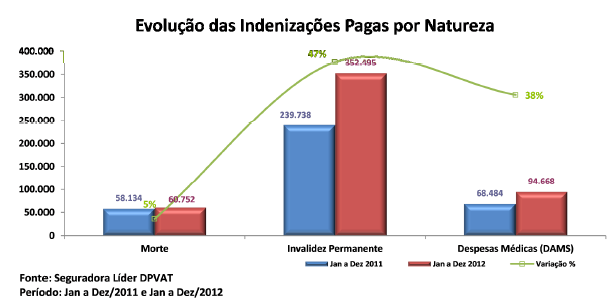 Evolução das Indenizações Pagas por Natureza
400.000
350.000
300.000
250.000
200.000
150.000
100.000
50.000
0
58.134
60.752
5%
239.738
352.495
47%
68.484
94.668
38%
Morte
Invalidez Permanente
Despesas Médicas (DAMS)
Jan a Dez 2011
Jan a Dez 2012
Variação %
Fonte: Seguradora Líder DPVAT
Período: Jan a Dez/2011 e Jan a Dez/2012